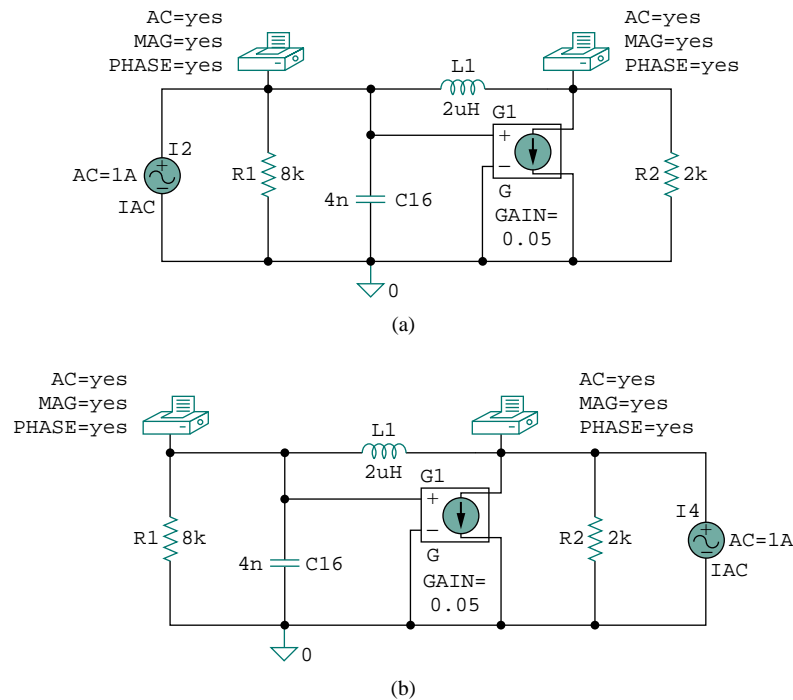 AC=yes
MAG=yes
PHASE=yes
AC=yes
MAG=yes
PHASE=yes
L1
2uH
G1
I2
+
−
+
−
AC=1A
IAC
R1
8k
R2
2k
4n
C16
G
GAIN=
0.05
0
(a)
AC=yes
MAG=yes
PHASE=yes
AC=yes
MAG=yes
PHASE=yes
L1
2uH
G1
+
−
I4
+
−
AC=1A
IAC
R1
8k
R2
2k
4n
C16
G
GAIN=
0.05
0
(b)